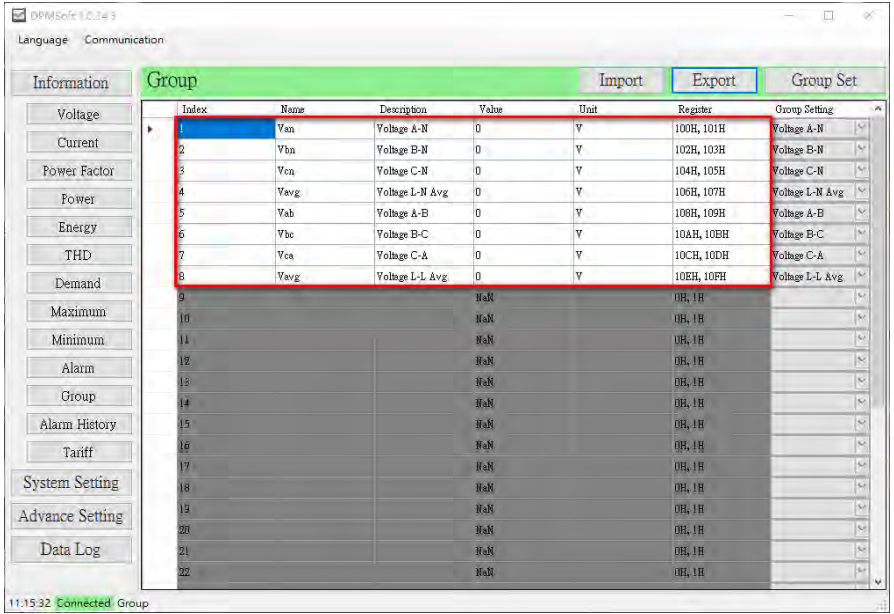 DPMSoft 1.0.24.3
Language Communication
Information Group Import Export Group Set
Voltage
Current
Power Factor
Power
Energy
THD
Demand
Maximum
Minimum
Alarm
Group
Alarm History
Tariff
System Setting
Advance Setting
Data Log
Index Name Description Value Unit Register Group Setting
1 Van Voltage A-N 0 V 100H, 101H Voltage A-N
2 Vbn Voltage B-N 0 V 102H, 103H Voltage B-N
3 Vcn Voltage C-N 0 V 104H, 105H Voltage C-N
4 Vavg Voltage L-N Avg 0 V 106H, 107H Voltage L-N Avg
5 Vab Voltage A-B 0 V 108H, 109H Voltage A-B
6 Vbc Voltage B-C 0 V 10AH, 10BH Voltage B-C
7 Vca Voltage C-A 0 V 10CH, 10DH Voltage C-A
8 Vavg Voltage L-L Avg 0 V 10EH, 10FH Voltage L-L Avg
9 NaN 0H, 1H
10 NaN 0H, 1H
11 NaN 0H, 1H
12 NaN 0H, 1H
13 NaN 0H, 1H
14 NaN 0H, 1H
15 NaN 0H, 1H
16 NaN 0H, 1H
17 NaN 0H, 1H
18 NaN 0H, 1H
19 NaN 0H, 1H
20 NaN 0H, 1H
21 NaN 0H, 1H
22 NaN 0H, 1H
11:15:32 Connected Group